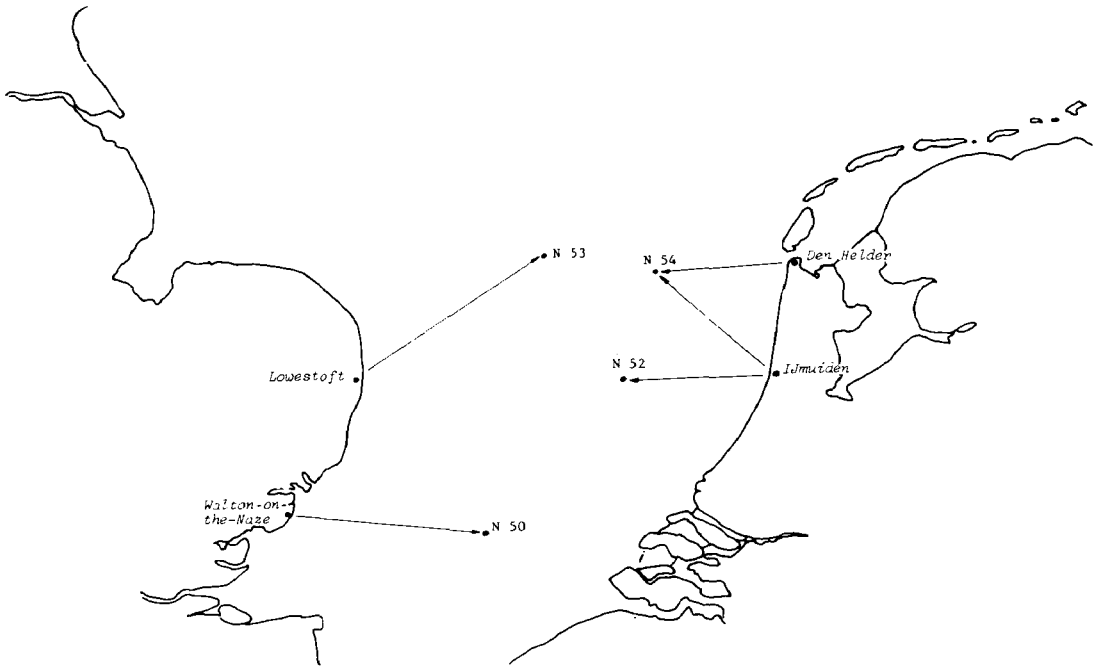 N 53
N 54
Den Helder
N 52
Lowestoft
IJmuiden
Walton-on-
the-Naze
N 50